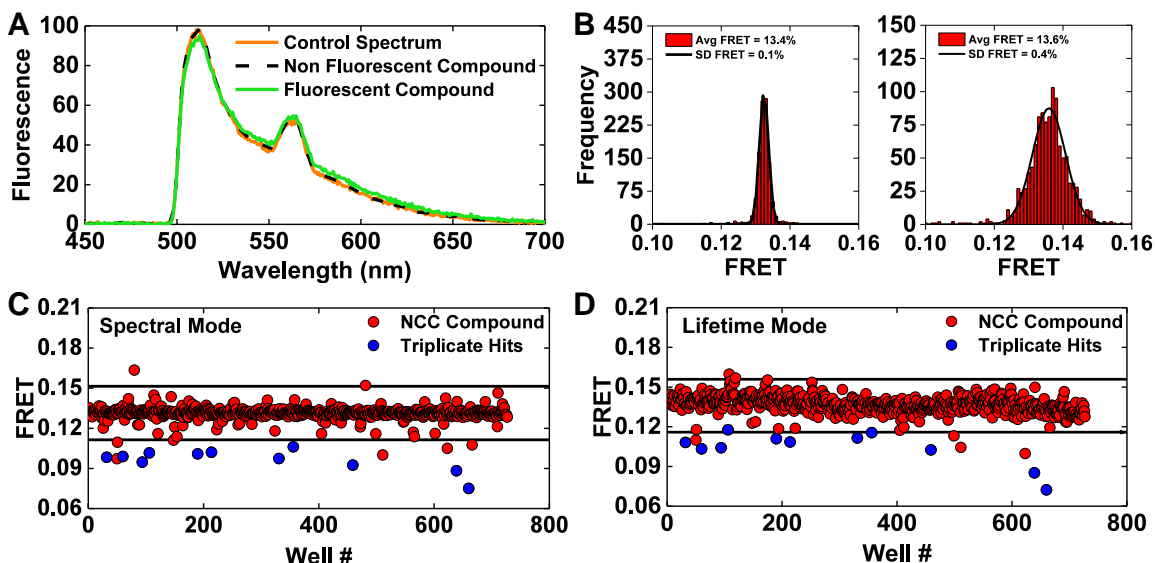 A
100
80
60
40
20
0
Fluorescence
Control Spectrum
Non Fluorescent Compound
Fluorescent Compound
450 500 550 600 650 700
Wavelength (nm)
B
450
375
300
225
150
75
0
Frequency
Avg FRET = 13.4%
SD FRET = 0.1%
0.10 0.12 0.14 0.16
FRET
150
125
100
75
50
25
0
Avg FRET = 13.6%
SD FRET = 0.4%
0.10 0.12 0.14 0.16
FRET
C
0.21
0.18
0.15
0.12
0.09
0.06
FRET
Spectral Mode
NCC Compound
Triplicate Hits
0 200 400 600 800
Well #
D
0.21
0.18
0.15
0.12
0.09
0.06
FRET
Lifetime Mode
NCC Compound
Triplicate Hits
0 200 400 600 800
Well #